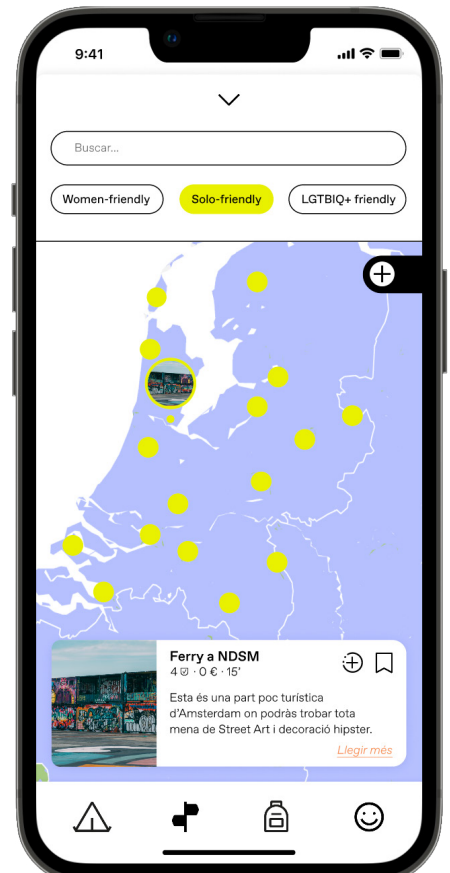 9:41
Buscar...
Women-friendly
Solo-friendly
LGTBIQ+ friendly
Ferry a NDSM
4 ☑ · 0 € · 15’
Esta és una part poc turística
d’Amsterdam on podràs trobar tota
mena de Street Art i decoració hipster.
Llegir més